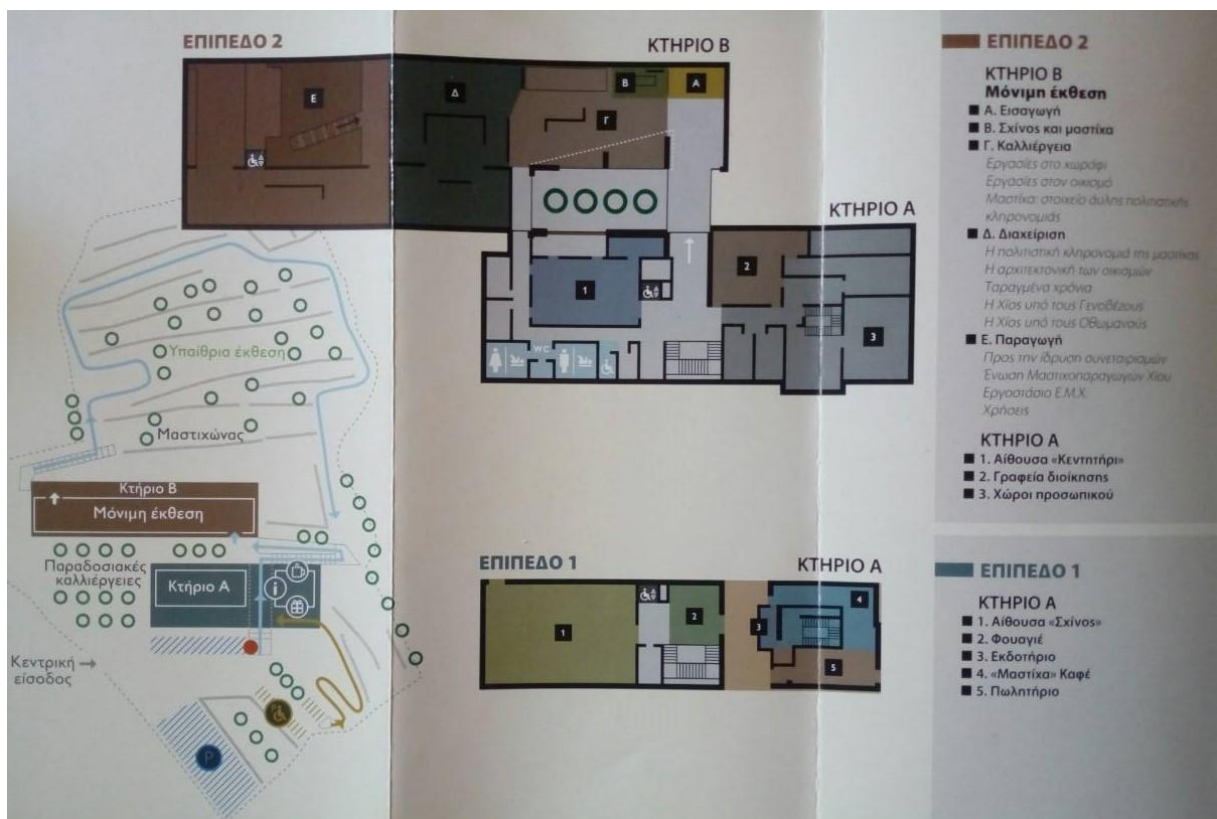 ΕΠΙΠΕΔΟ 2
ΚΤΗΡΙΟ Β
Ε
Δ
Γ
Β
Α
ΚΤΗΡΙΟ Α
1
2
3
WC
Υπαίθρια έκθεση
Μαστιχώνας
Κτήριο Β
Μόνιμη έκθεση
Παραδοσιακές
καλλιέργειες
Κτήριο Α
i
Κεντρική
είσοδος
P
ΕΠΙΠΕΔΟ 1
ΚΤΗΡΙΟ Α
1
2
3
4
5
ΕΠΙΠΕΔΟ 2
ΚΤΗΡΙΟ Β
Μόνιμη έκθεση
Α. Εισαγωγή
Β. Σχίνος και μαστίχα
Γ. Καλλιέργεια
Εργασίες στο χωράφι
Εργασίες στον οικισμό
Μαστίχα: στοιχείο άυλης πολιτιστικής
κληρονομιάς
Δ. Διαχείριση
Η πολιτιστική κληρονομιά της μαστίχας
Η αρχιτεκτονική των οικισμών
Ταραγμένα χρόνια
Η Χίος υπό τους Γενοβέζους
Η Χίος υπό τους Οθωμανούς
Ε. Παραγωγή
Προς την ίδρυση συνεταιρισμών
Ένωση Μαστιχοπαραγωγών Χίου
Εργοστάσιο Ε.Μ.Χ.
Χρήσεις
ΚΤΗΡΙΟ Α
1. Αίθουσα «Κεντητήρι»
2. Γραφεία διοίκησης
3. Χώροι προσωπικού
ΕΠΙΠΕΔΟ 1
ΚΤΗΡΙΟ Α
1. Αίθουσα «Σχίνος»
2. Φουαγιέ
3. Εκδοτήριο
4. «Μαστίχα» Καφέ
5. Πωλητήριο